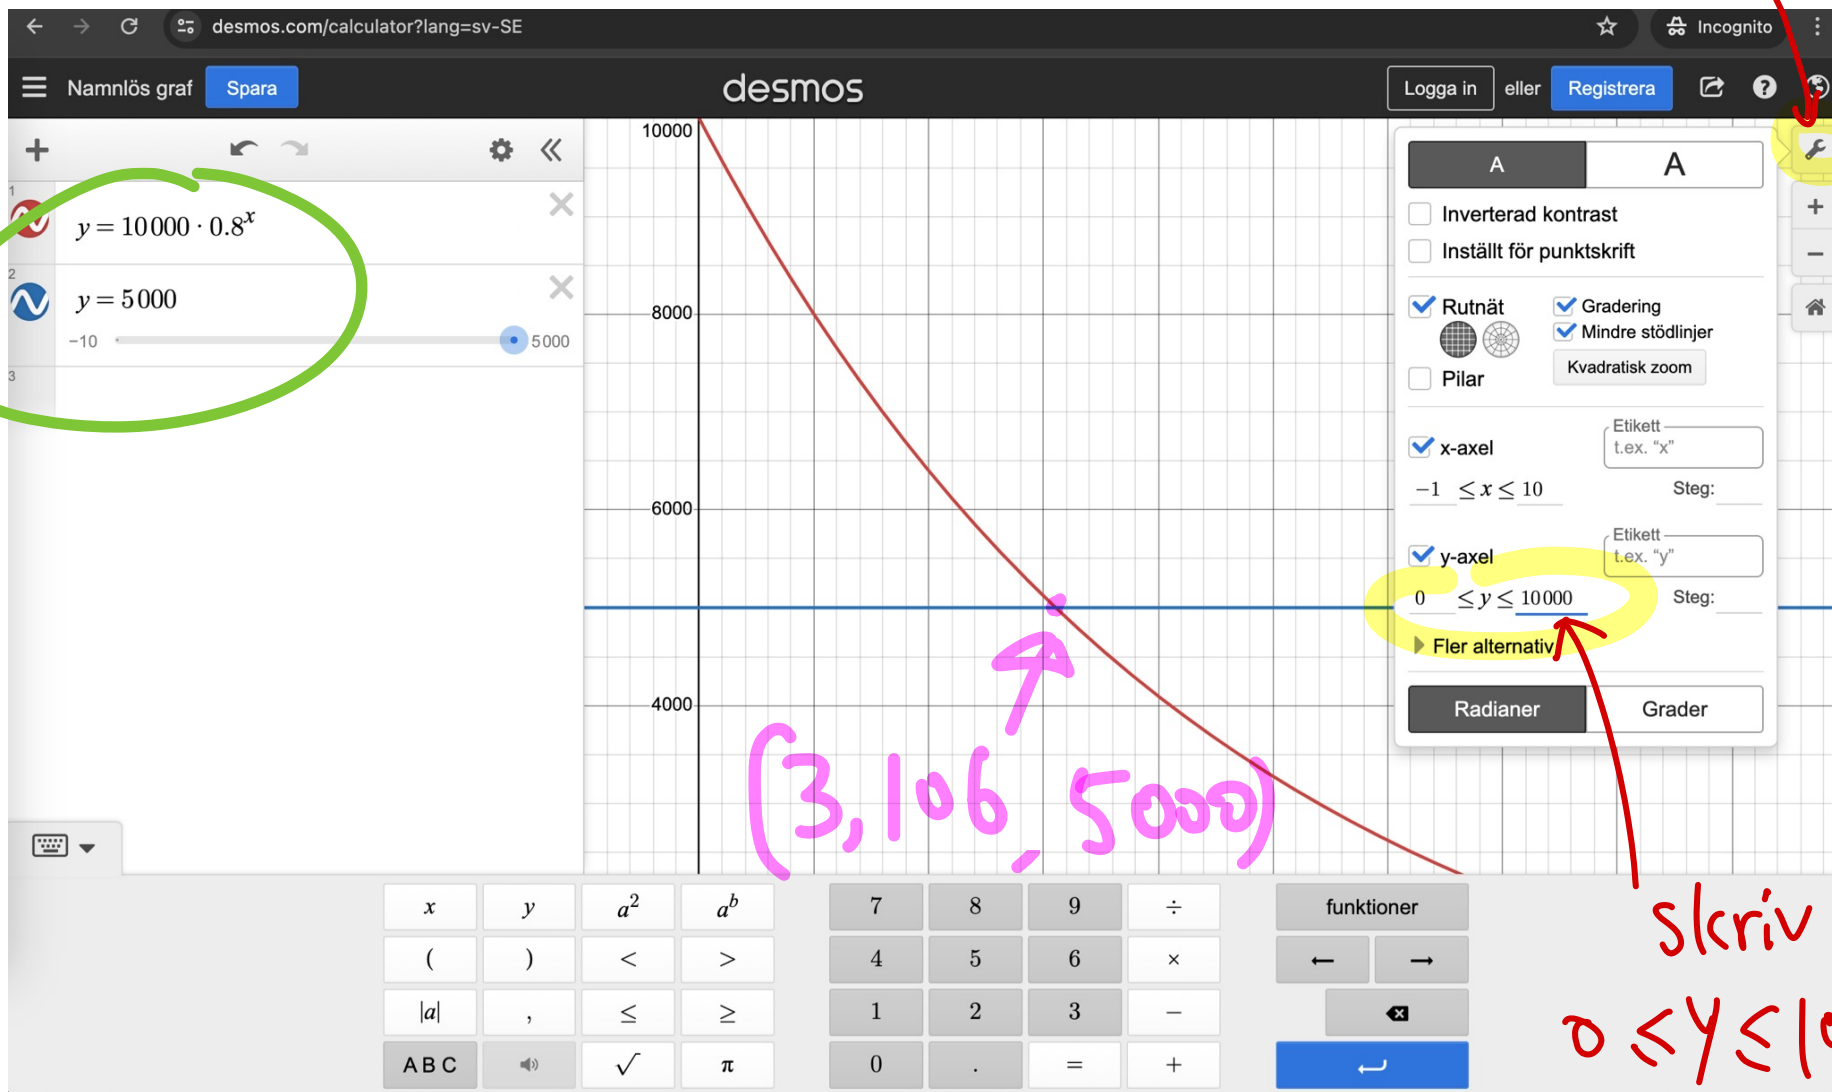 desmos.com/calculator?lang=sv-SE
Incognito
Namnlös graf
Spara
desmos
Logga in
eller
Registrera
1
y = 10000 · 0.8^x
2
y = 5000
−10
5000
3
10000
8000
6000
4000
A
A
Inverterad kontrast
Inställt för punktskrift
Rutnät
Gradering
Mindre stödlinjer
Kvadratisk zoom
Pilar
x-axel
Etikett
t.ex. “x”
−1 ≤ x ≤ 10
Steg:
y-axel
Etikett
t.ex. “y”
0 ≤ y ≤ 10000
Steg:
Fler alternativ
Radianer
Grader
(3,106, 5000)
skriv
0 ≤ y ≤ 10
x y a² a^b 7 8 9 ÷ funktioner
( ) < > 4 5 6 × ← →
|a| , ≤ ≥ 1 2 3 −
A B C √ π 0 . = +